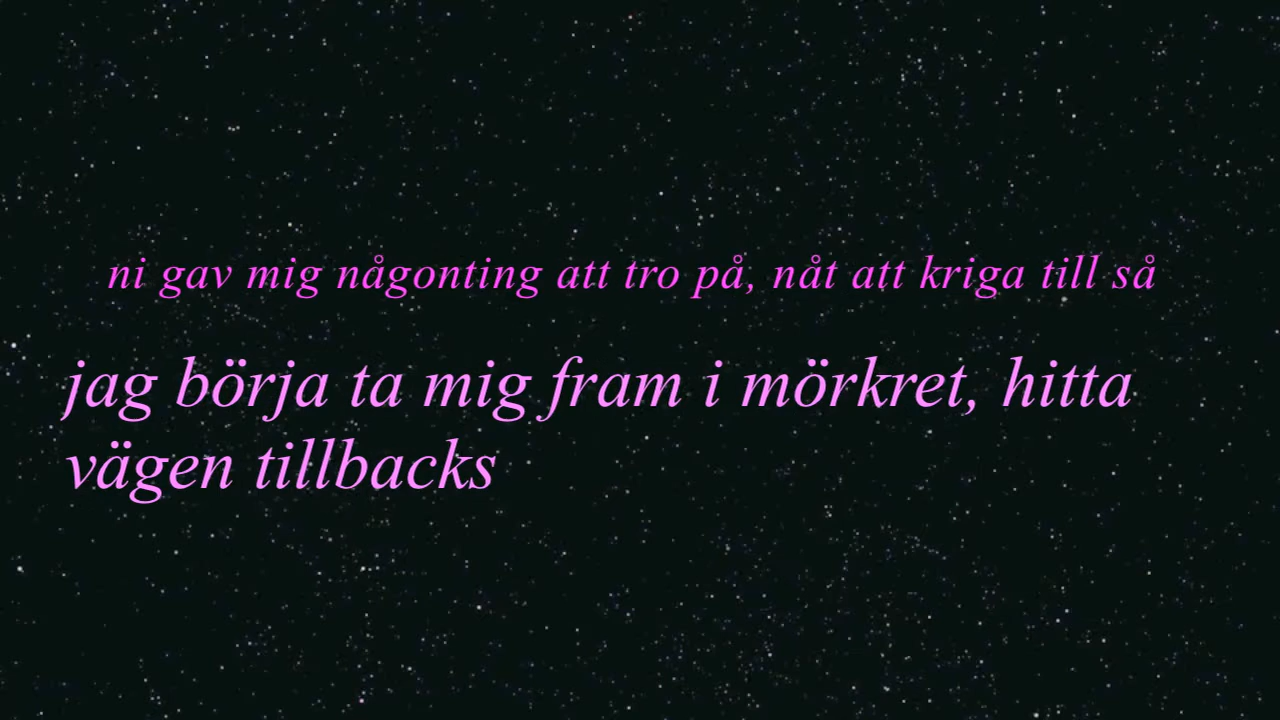 ni gav mig någonting att tro på, nåt att kriga till så
jag börja ta mig fram i mörkret, hitta
vägen tillbacks